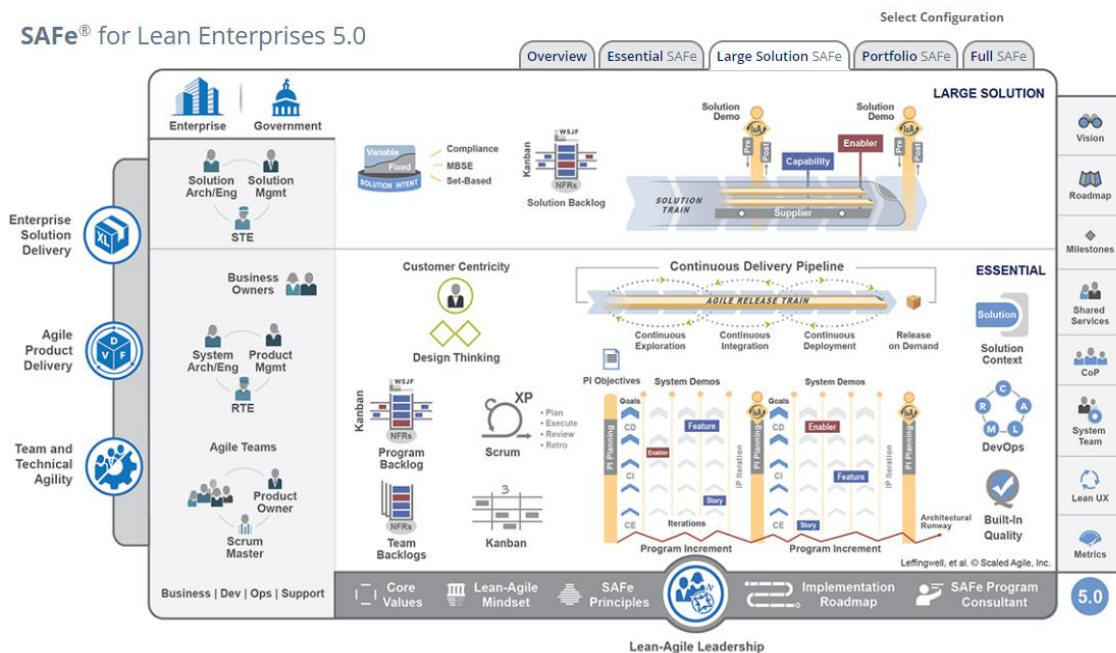 Select Configuration
SAFe® for Lean Enterprises 5.0
Overview
Essential SAFe
Large Solution SAFe
Portfolio SAFe
Full SAFe
Enterprise
Government
LARGE SOLUTION
Solution
Arch/Eng
Solution
Mgmt
STE
Variable
Fixed
SOLUTION INTENT
Compliance
MBSE
Set-Based
Kanban
WSJF
NFRs
Solution Backlog
Solution
Demo
Solution
Demo
I&A
I&A
Pre
Post
Pre
Post
Enabler
Capability
SOLUTION
TRAIN
Supplier
Enterprise
Solution
Delivery
XL
Agile
Product
Delivery
D
V
F
Team and
Technical
Agility
Business
Owners
System
Arch/Eng
Product
Mgmt
RTE
Agile Teams
Product
Owner
Scrum
Master
Business | Dev | Ops | Support
Customer Centricity
Design Thinking
Kanban
WSJF
NFRs
Program
Backlog
XP
Scrum
• Plan
• Execute
• Review
• Retro
NFRs
Team
Backlogs
3
Kanban
Continuous Delivery Pipeline
ESSENTIAL
AGILE RELEASE TRAIN
Continuous
Exploration
Continuous
Integration
Continuous
Deployment
Release
on Demand
PI Objectives
System Demos
System Demos
Goals
CD
CI
CE
PI Planning
Enabler
Feature
Story
IP Iteration
I&A
PI Planning
Goals
CD
CI
CE
Enabler
Feature
Story
IP Iteration
I&A
PI Planning
Iterations
Architectural
Runway
Program Increment
Program Increment
Solution
Solution
Context
C
A
L
M
R
DevOps
Built-In
Quality
Leffingwell, et al. © Scaled Agile, Inc.
Vision
Roadmap
Milestones
Shared
Services
CoP
System
Team
Lean UX
Metrics
5.0
Core
Values
Lean-Agile
Mindset
SAFe
Principles
Implementation
Roadmap
SAFe Program
Consultant
Lean-Agile Leadership